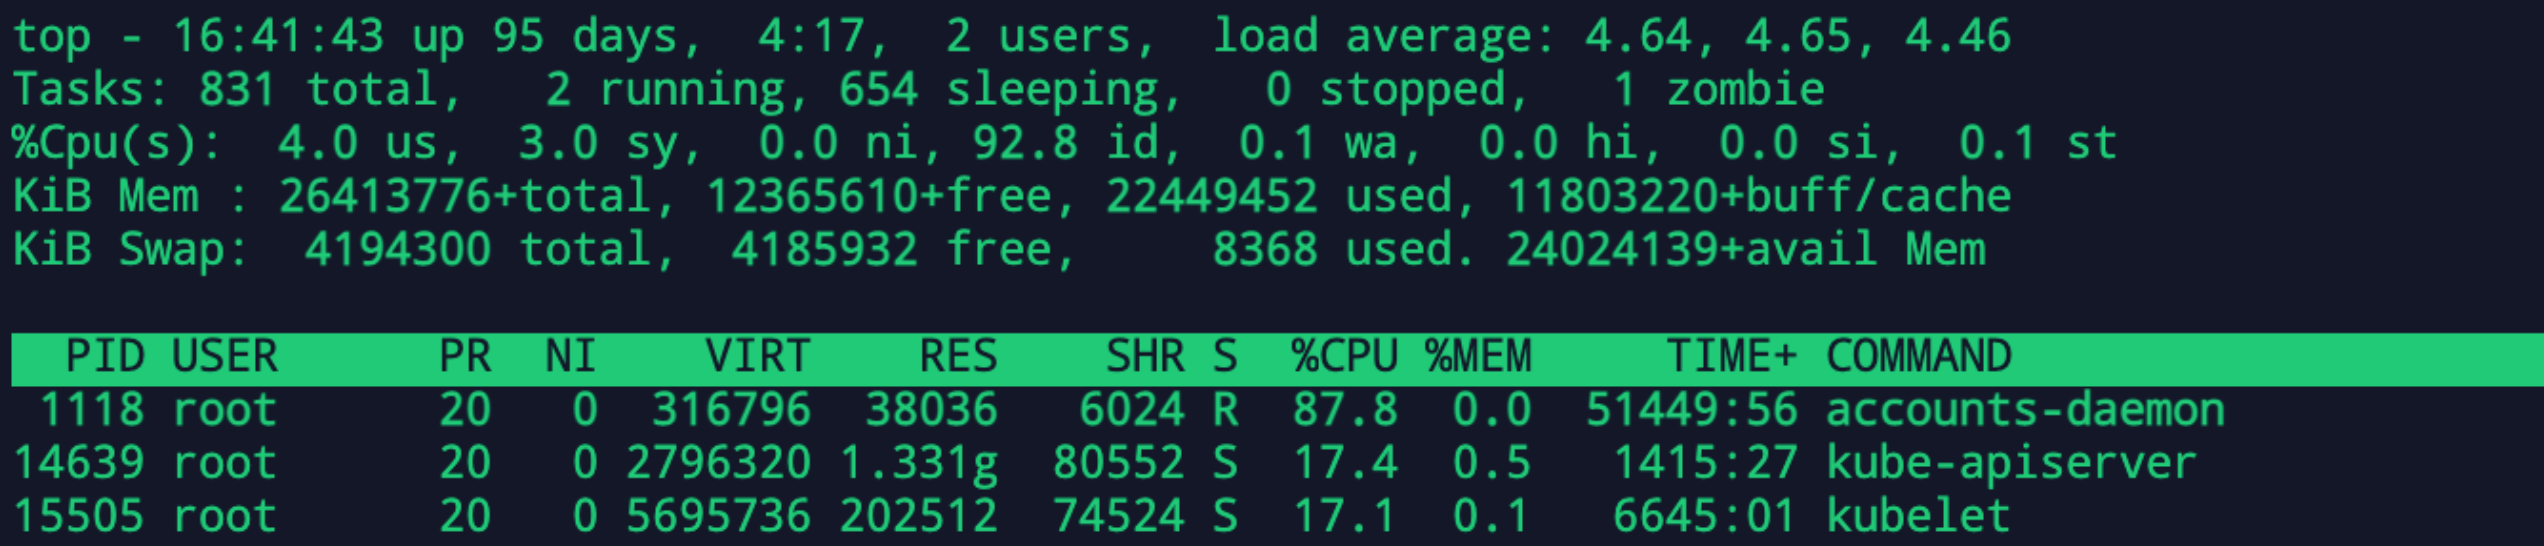 top - 16:41:43 up 95 days,  4:17,  2 users,  load average: 4.64, 4.65, 4.46
Tasks: 831 total,   2 running, 654 sleeping,   0 stopped,   1 zombie
%Cpu(s):  4.0 us,  3.0 sy,  0.0 ni, 92.8 id,  0.1 wa,  0.0 hi,  0.0 si,  0.1 st
KiB Mem : 26413776+total, 12365610+free, 22449452 used, 11803220+buff/cache
KiB Swap:  4194300 total,  4185932 free,     8368 used. 24024139+avail Mem
  PID USER      PR  NI    VIRT    RES    SHR S  %CPU %MEM     TIME+ COMMAND
 1118 root      20   0  316796  38036   6024 R  87.8  0.0  51449:56 accounts-daemon
14639 root      20   0 2796320 1.331g  80552 S  17.4  0.5   1415:27 kube-apiserver
15505 root      20   0 5695736 202512  74524 S  17.1  0.1   6645:01 kubelet